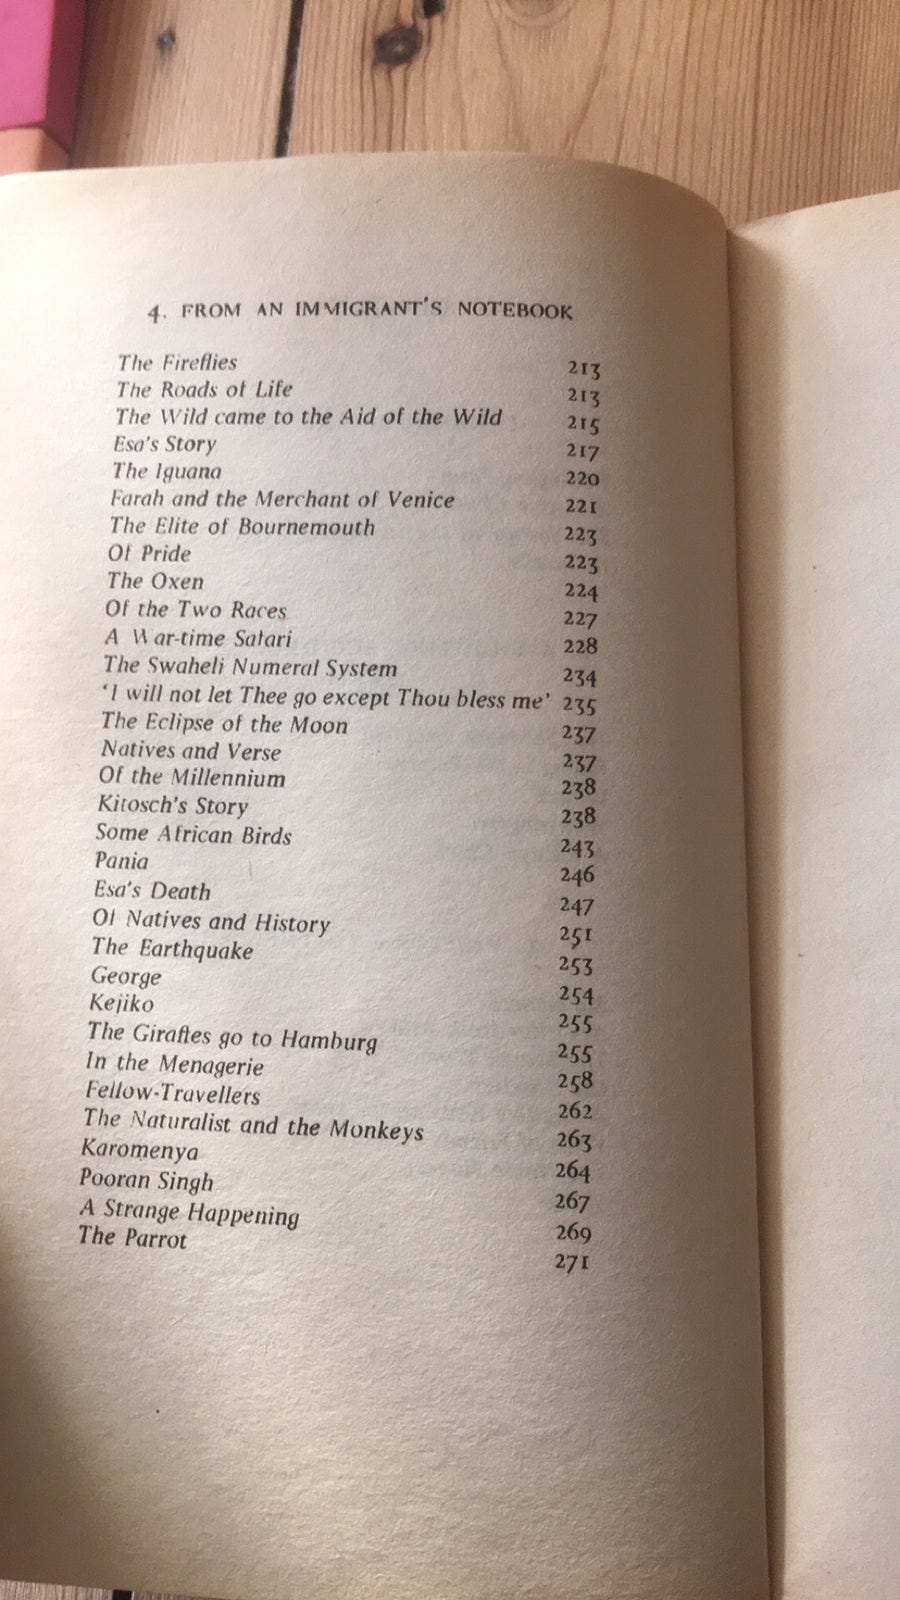 4. FROM AN IMMIGRANT'S NOTEBOOK
The Fireflies 213
The Roads of Life 213
The Wild came to the Aid of the Wild 215
Esa's Story 217
The Iguana 220
Farah and the Merchant of Venice 221
The Elite of Bournemouth 223
Of Pride 223
The Oxen 224
Of the Two Races 227
A War-time Safari 228
The Swaheli Numeral System 234
'I will not let Thee go except Thou bless me' 235
The Eclipse of the Moon 237
Natives and Verse 237
Of the Millennium 238
Kitosch's Story 238
Some African Birds 243
Pania 246
Esa's Death 247
Of Natives and History 251
The Earthquake 253
George 254
Kejiko 255
The Giraffes go to Hamburg 255
In the Menagerie 258
Fellow-Travellers 262
The Naturalist and the Monkeys 263
Karomenya 264
Pooran Singh 267
A Strange Happening 269
The Parrot 271